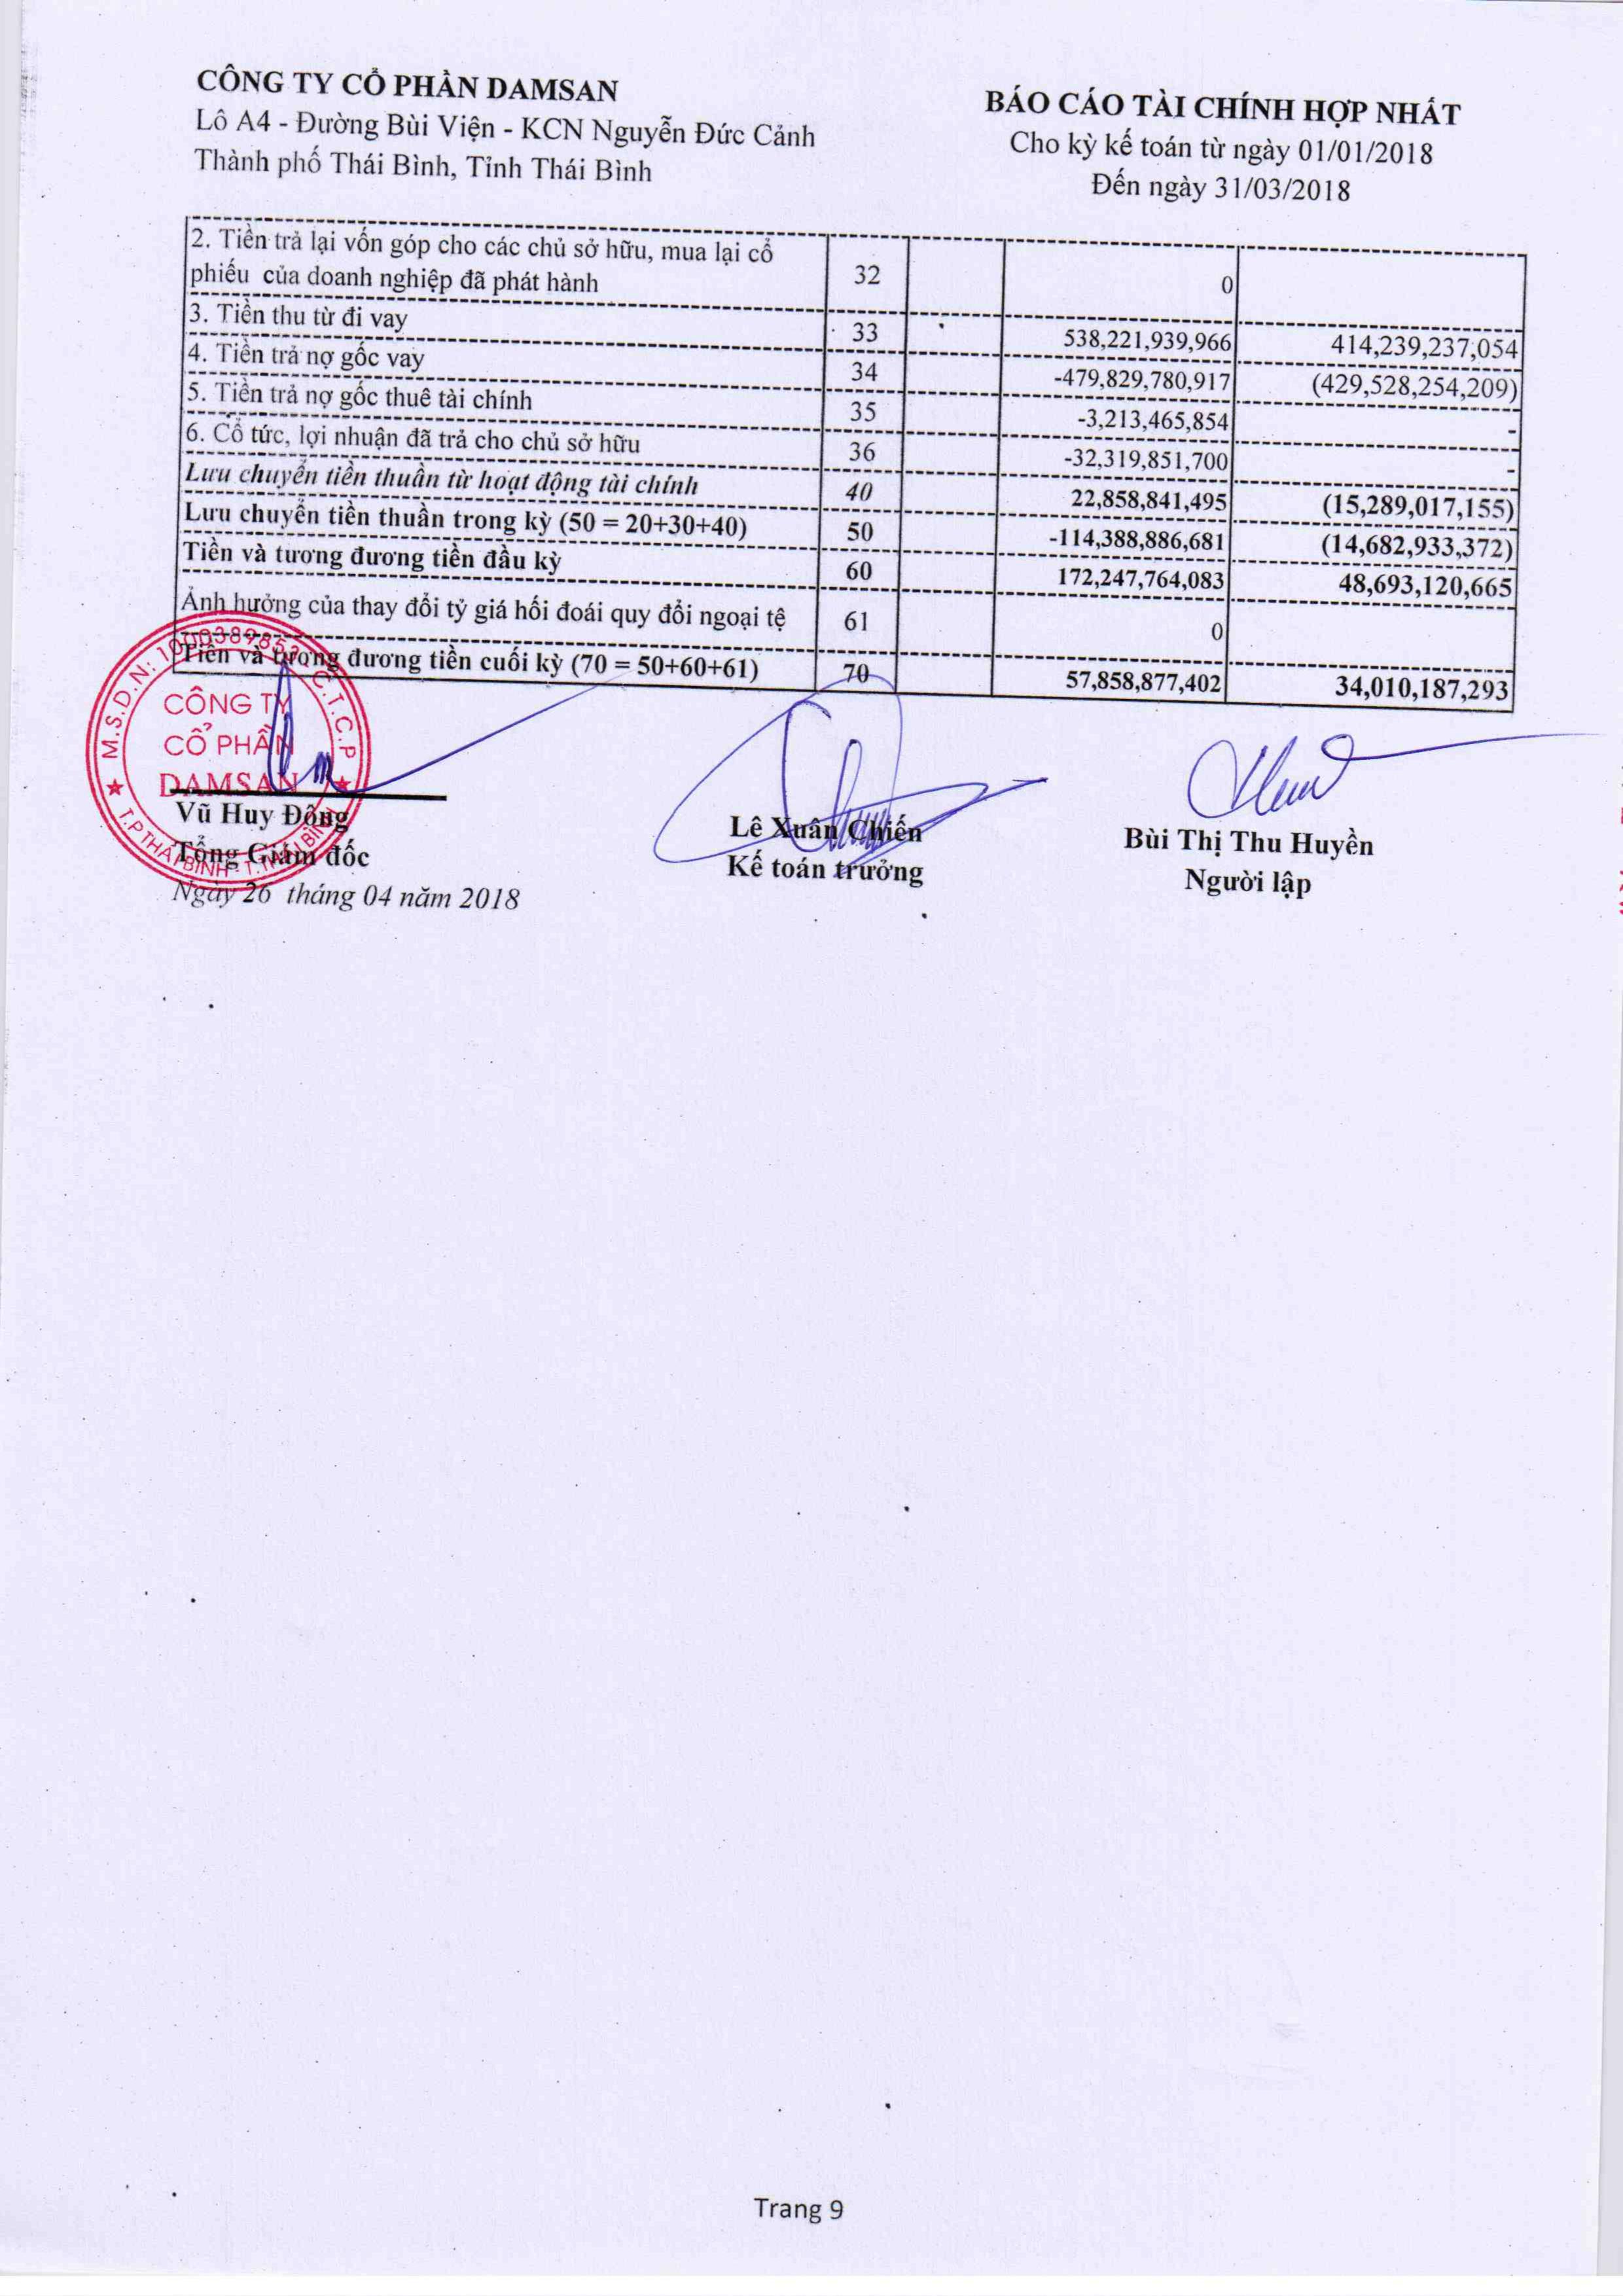 CÔNG TY CỔ PHẦN DAMSAN
Lô A4 - Đường Bùi Viện - KCN Nguyễn Đức Cảnh
Thành phố Thái Bình, Tỉnh Thái Bình
BÁO CÁO TÀI CHÍNH HỢP NHẤT
Cho kỳ kế toán từ ngày 01/01/2018
Đến ngày 31/03/2018
2. Tiền trả lại vốn góp cho các chủ sở hữu, mua lại cổ
phiếu của doanh nghiệp đã phát hành 32 0
3. Tiền thu từ đi vay 33 538,221,939,966 414,239,237,054
4. Tiền trả nợ gốc vay 34 -479,829,780,917 (429,528,254,209)
5. Tiền trả nợ gốc thuê tài chính 35 -3,213,465,854 -
6. Cổ tức, lợi nhuận đã trả cho chủ sở hữu 36 -32,319,851,700 -
Lưu chuyển tiền thuần từ hoạt động tài chính 40 22,858,841,495 (15,289,017,155)
Lưu chuyển tiền thuần trong kỳ (50 = 20+30+40) 50 -114,388,886,681 (14,682,933,372)
Tiền và tương đương tiền đầu kỳ 60 172,247,764,083 48,693,120,665
Ảnh hưởng của thay đổi tỷ giá hối đoái quy đổi ngoại tệ 61 0
Tiền và tương đương tiền cuối kỳ (70 = 50+60+61) 70 57,858,877,402 34,010,187,293
M.S.D.N: 1000389853 C.T.C.P
CÔNG TY
CỔ PHẦN
DAMSAN
T.P THÁI BÌNH - T. THÁI BÌNH
Vũ Huy Đông
Tổng Giám đốc
Ngày 26 tháng 04 năm 2018
Lê Xuân Chiến
Kế toán trưởng
Bùi Thị Thu Huyền
Người lập
Trang 9